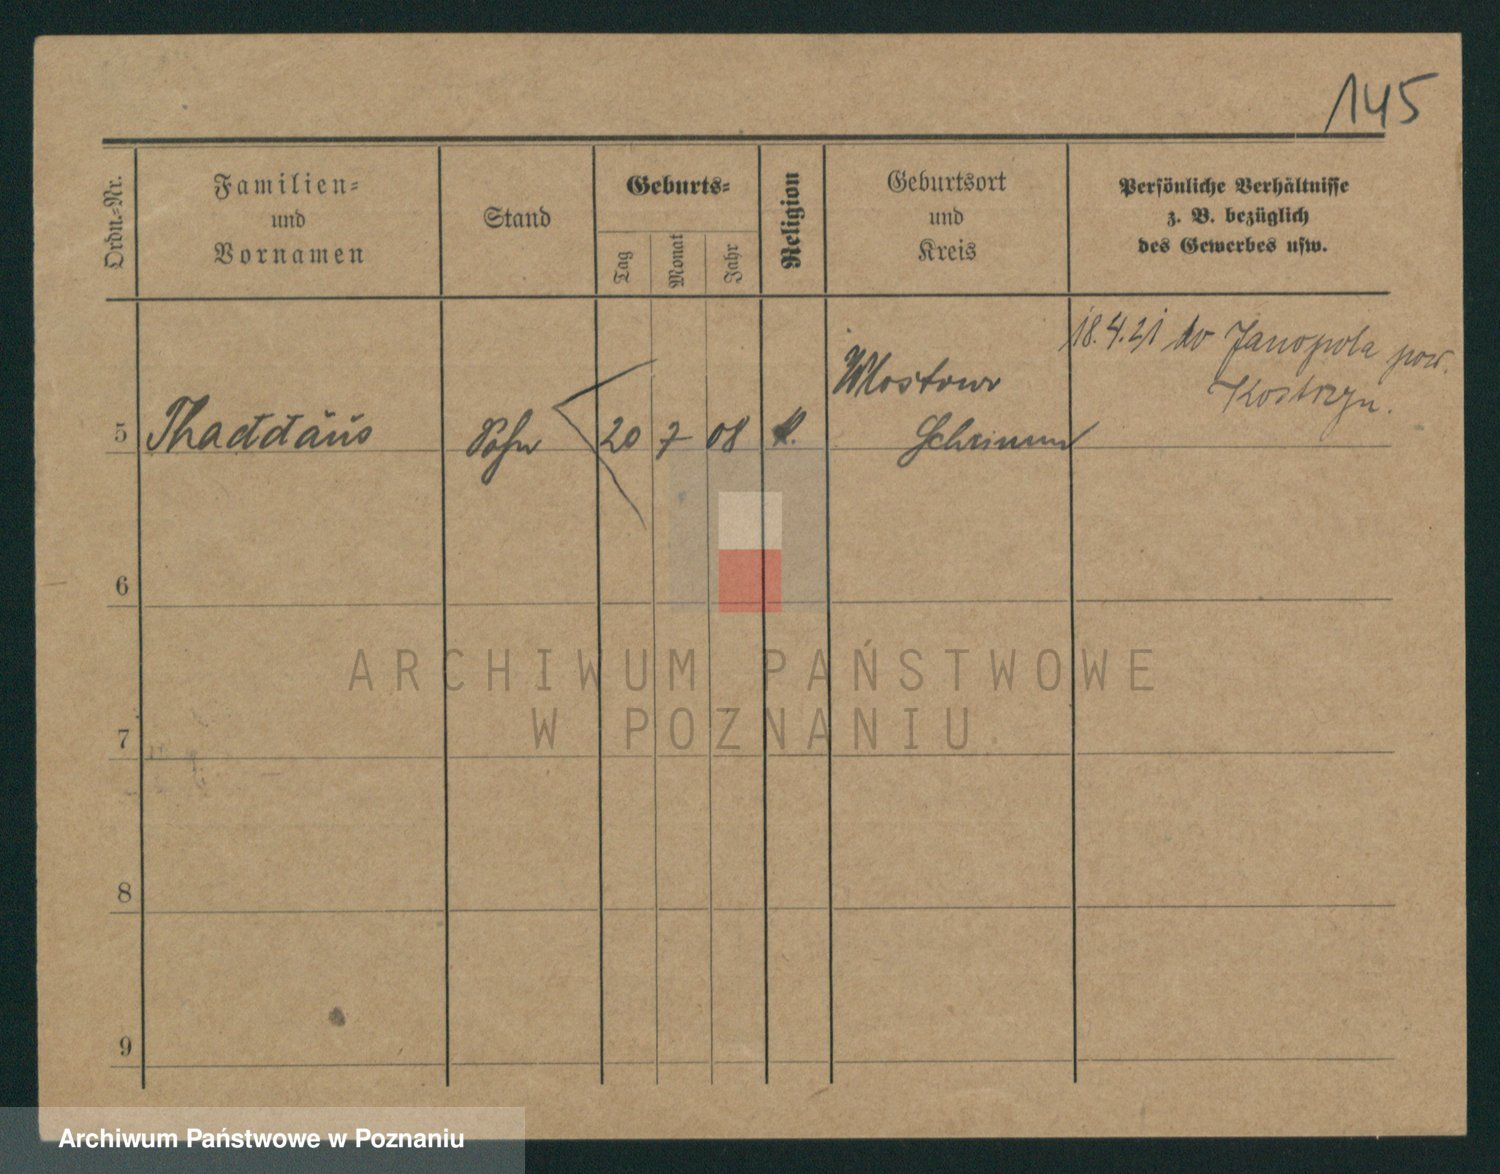 145
Ordn.-Nr.
Familien-
und
Vornamen
Stand
Geburts-
Tag
Monat
Jahr
Religion
Geburtsort
und
Kreis
Persönliche Verhältnisse
z. B. bezüglich
des Gewerbes usw.
18.4.21 do Janopola pow.
Kostrzyn.
5 Thaddäus Sohn 20 7 08 K. Wlostowo
Schrimm
6
7
8
9
ARCHIWUM PAŃSTWOWE
W POZNANIU
Archiwum Państwowe w Poznaniu